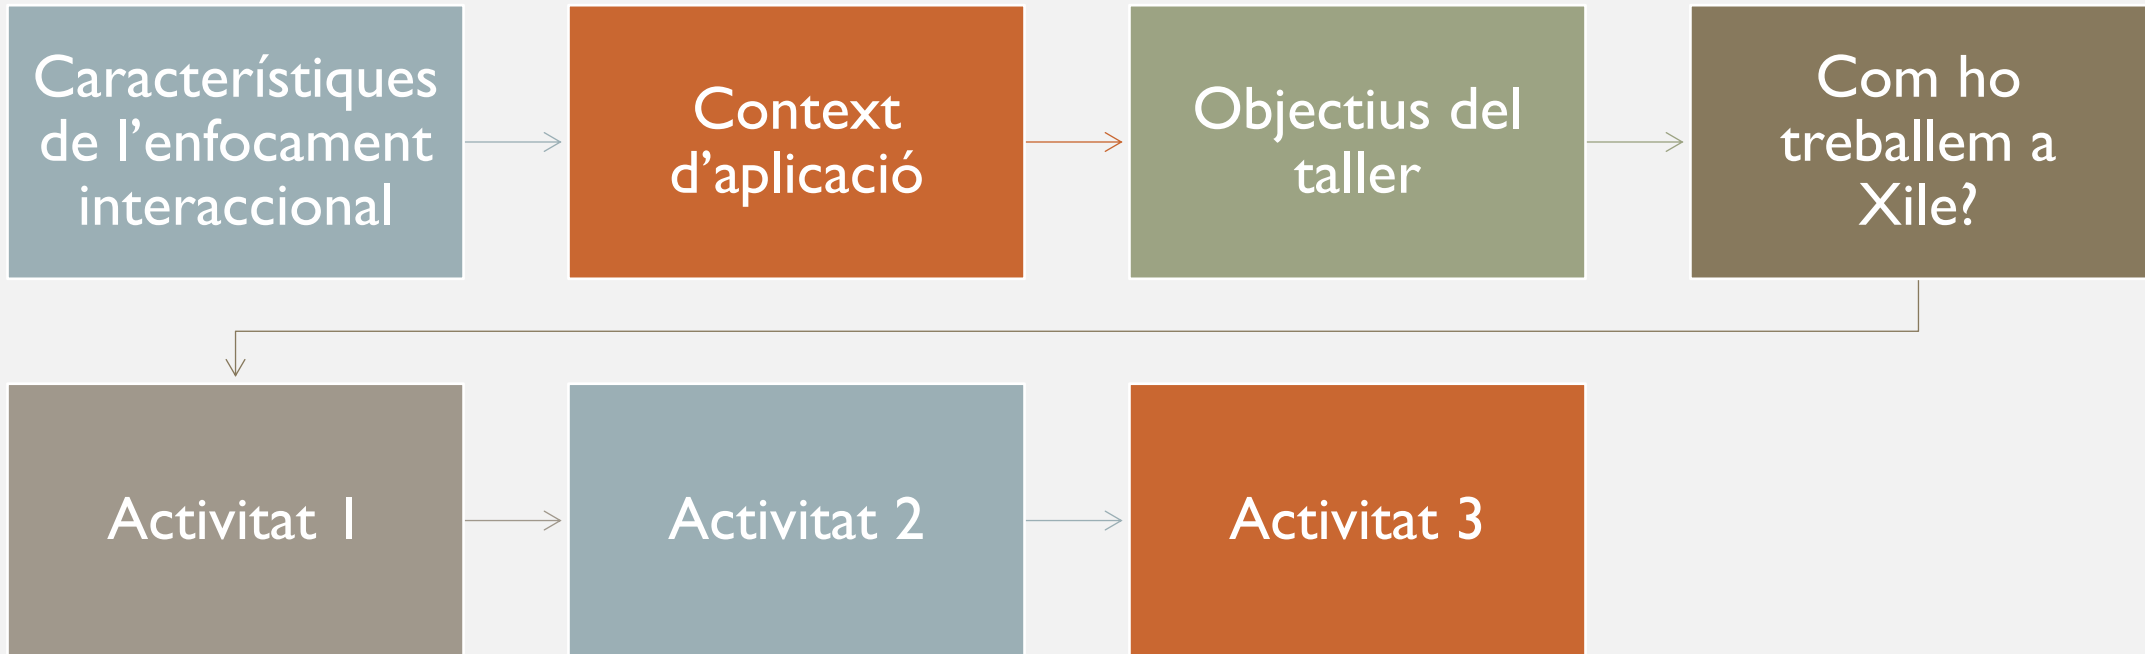 Característiques
de l’enfocament
interaccional
Context
d’aplicació
Objectius del
taller
Com ho
treballem a
Xile?
Activitat 1
Activitat 2
Activitat 3